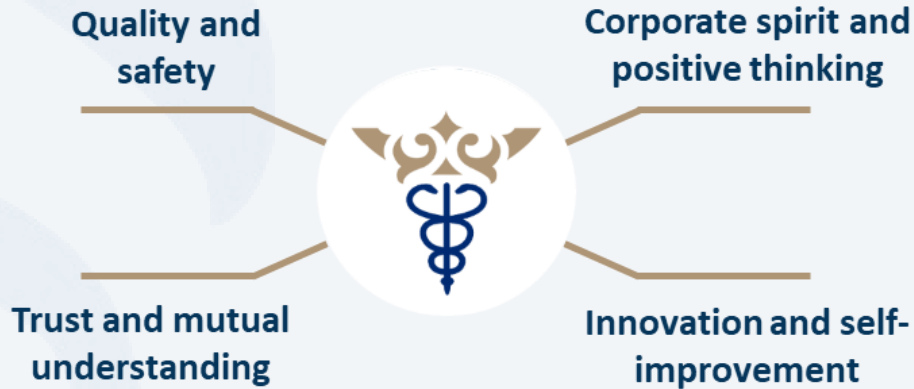 Quality and
safety
Corporate spirit and
positive thinking
Trust and mutual
understanding
Innovation and self-
improvement